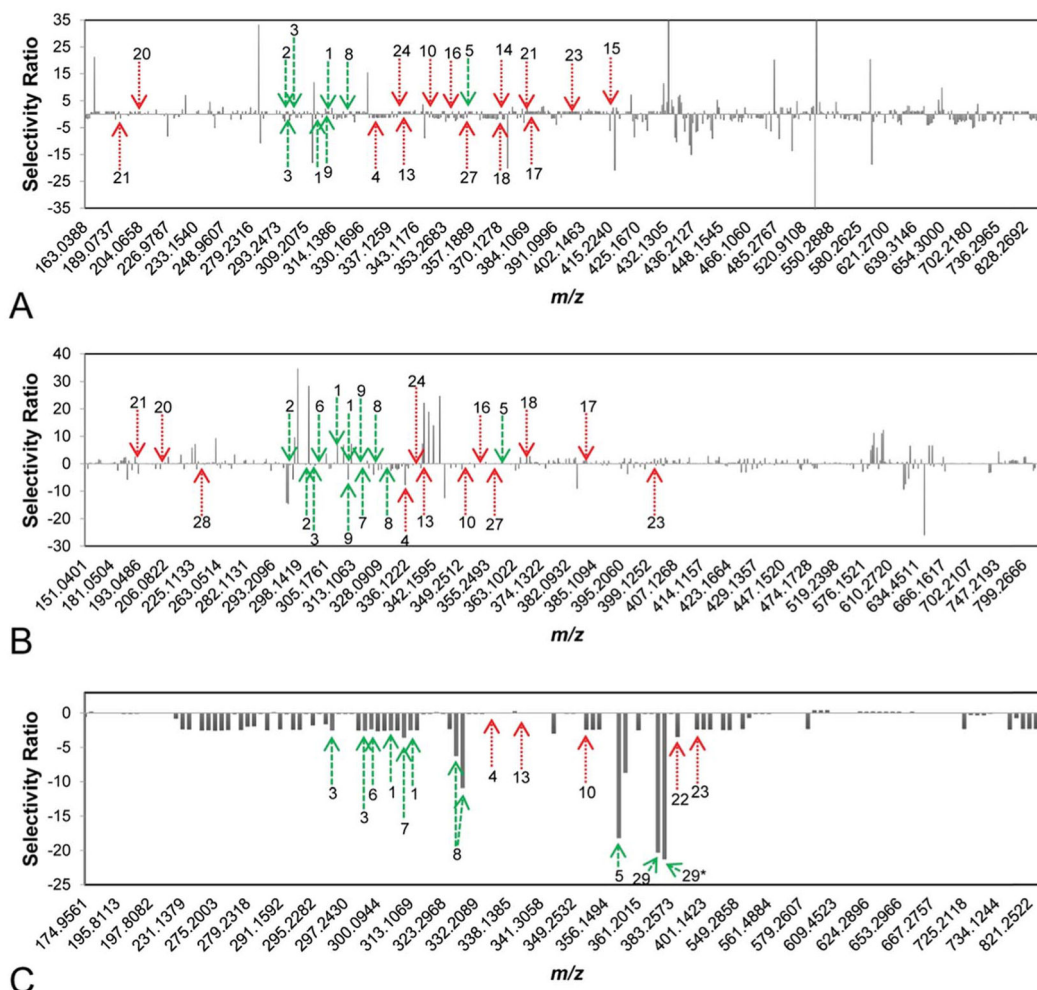 Selectivity Ratio
35
25
15
5
-5
-15
-25
-35
3
20 2 1 8 24 10 16 5 14 21 23 15
21 3 1 9 4 13 27 18 17
163.0388 189.0737 204.0658 226.9787 233.1540 248.9607 279.2316 293.2473 309.2075 314.1386 330.1696 337.1259 343.1176 353.2683 357.1889 370.1278 384.1069 391.0996 402.1463 415.2240 425.1670 432.1305 436.2127 448.1545 466.1060 485.2767 520.9108 550.2888 580.2625 621.2700 639.3146 654.3000 702.2180 736.2965 828.2692
m/z
A
Selectivity Ratio
40
30
20
10
0
-10
-20
-30
21 20 2 6 1 1 9 8 24 16 5 18 17
28 2 3 9 7 8 4 13 10 27 23
151.0401 181.0504 193.0486 206.0822 225.1133 263.0514 282.1131 293.2096 298.1419 305.1761 313.1063 328.0909 336.1222 342.1595 349.2512 355.2493 363.1022 374.1322 382.0932 385.1094 395.2060 399.1252 407.1268 414.1157 423.1664 429.1357 447.1520 474.1728 519.2398 576.1521 610.2720 634.4511 666.1617 702.2107 747.2193 799.2666
m/z
B
Selectivity Ratio
0
-5
-10
-15
-20
-25
3 3 6 1 7 1 8 4 13 10 22 23
5 29 29*
174.9561 195.8113 197.8082 231.1379 275.2003 279.2318 291.1592 295.2282 297.2430 300.0944 313.1069 323.2968 332.2089 338.1385 341.3058 349.2532 356.1494 361.2015 383.2573 401.1423 549.2858 561.4884 579.2607 609.4523 624.2896 653.2966 667.2757 725.2118 734.1244 821.2522
m/z
C